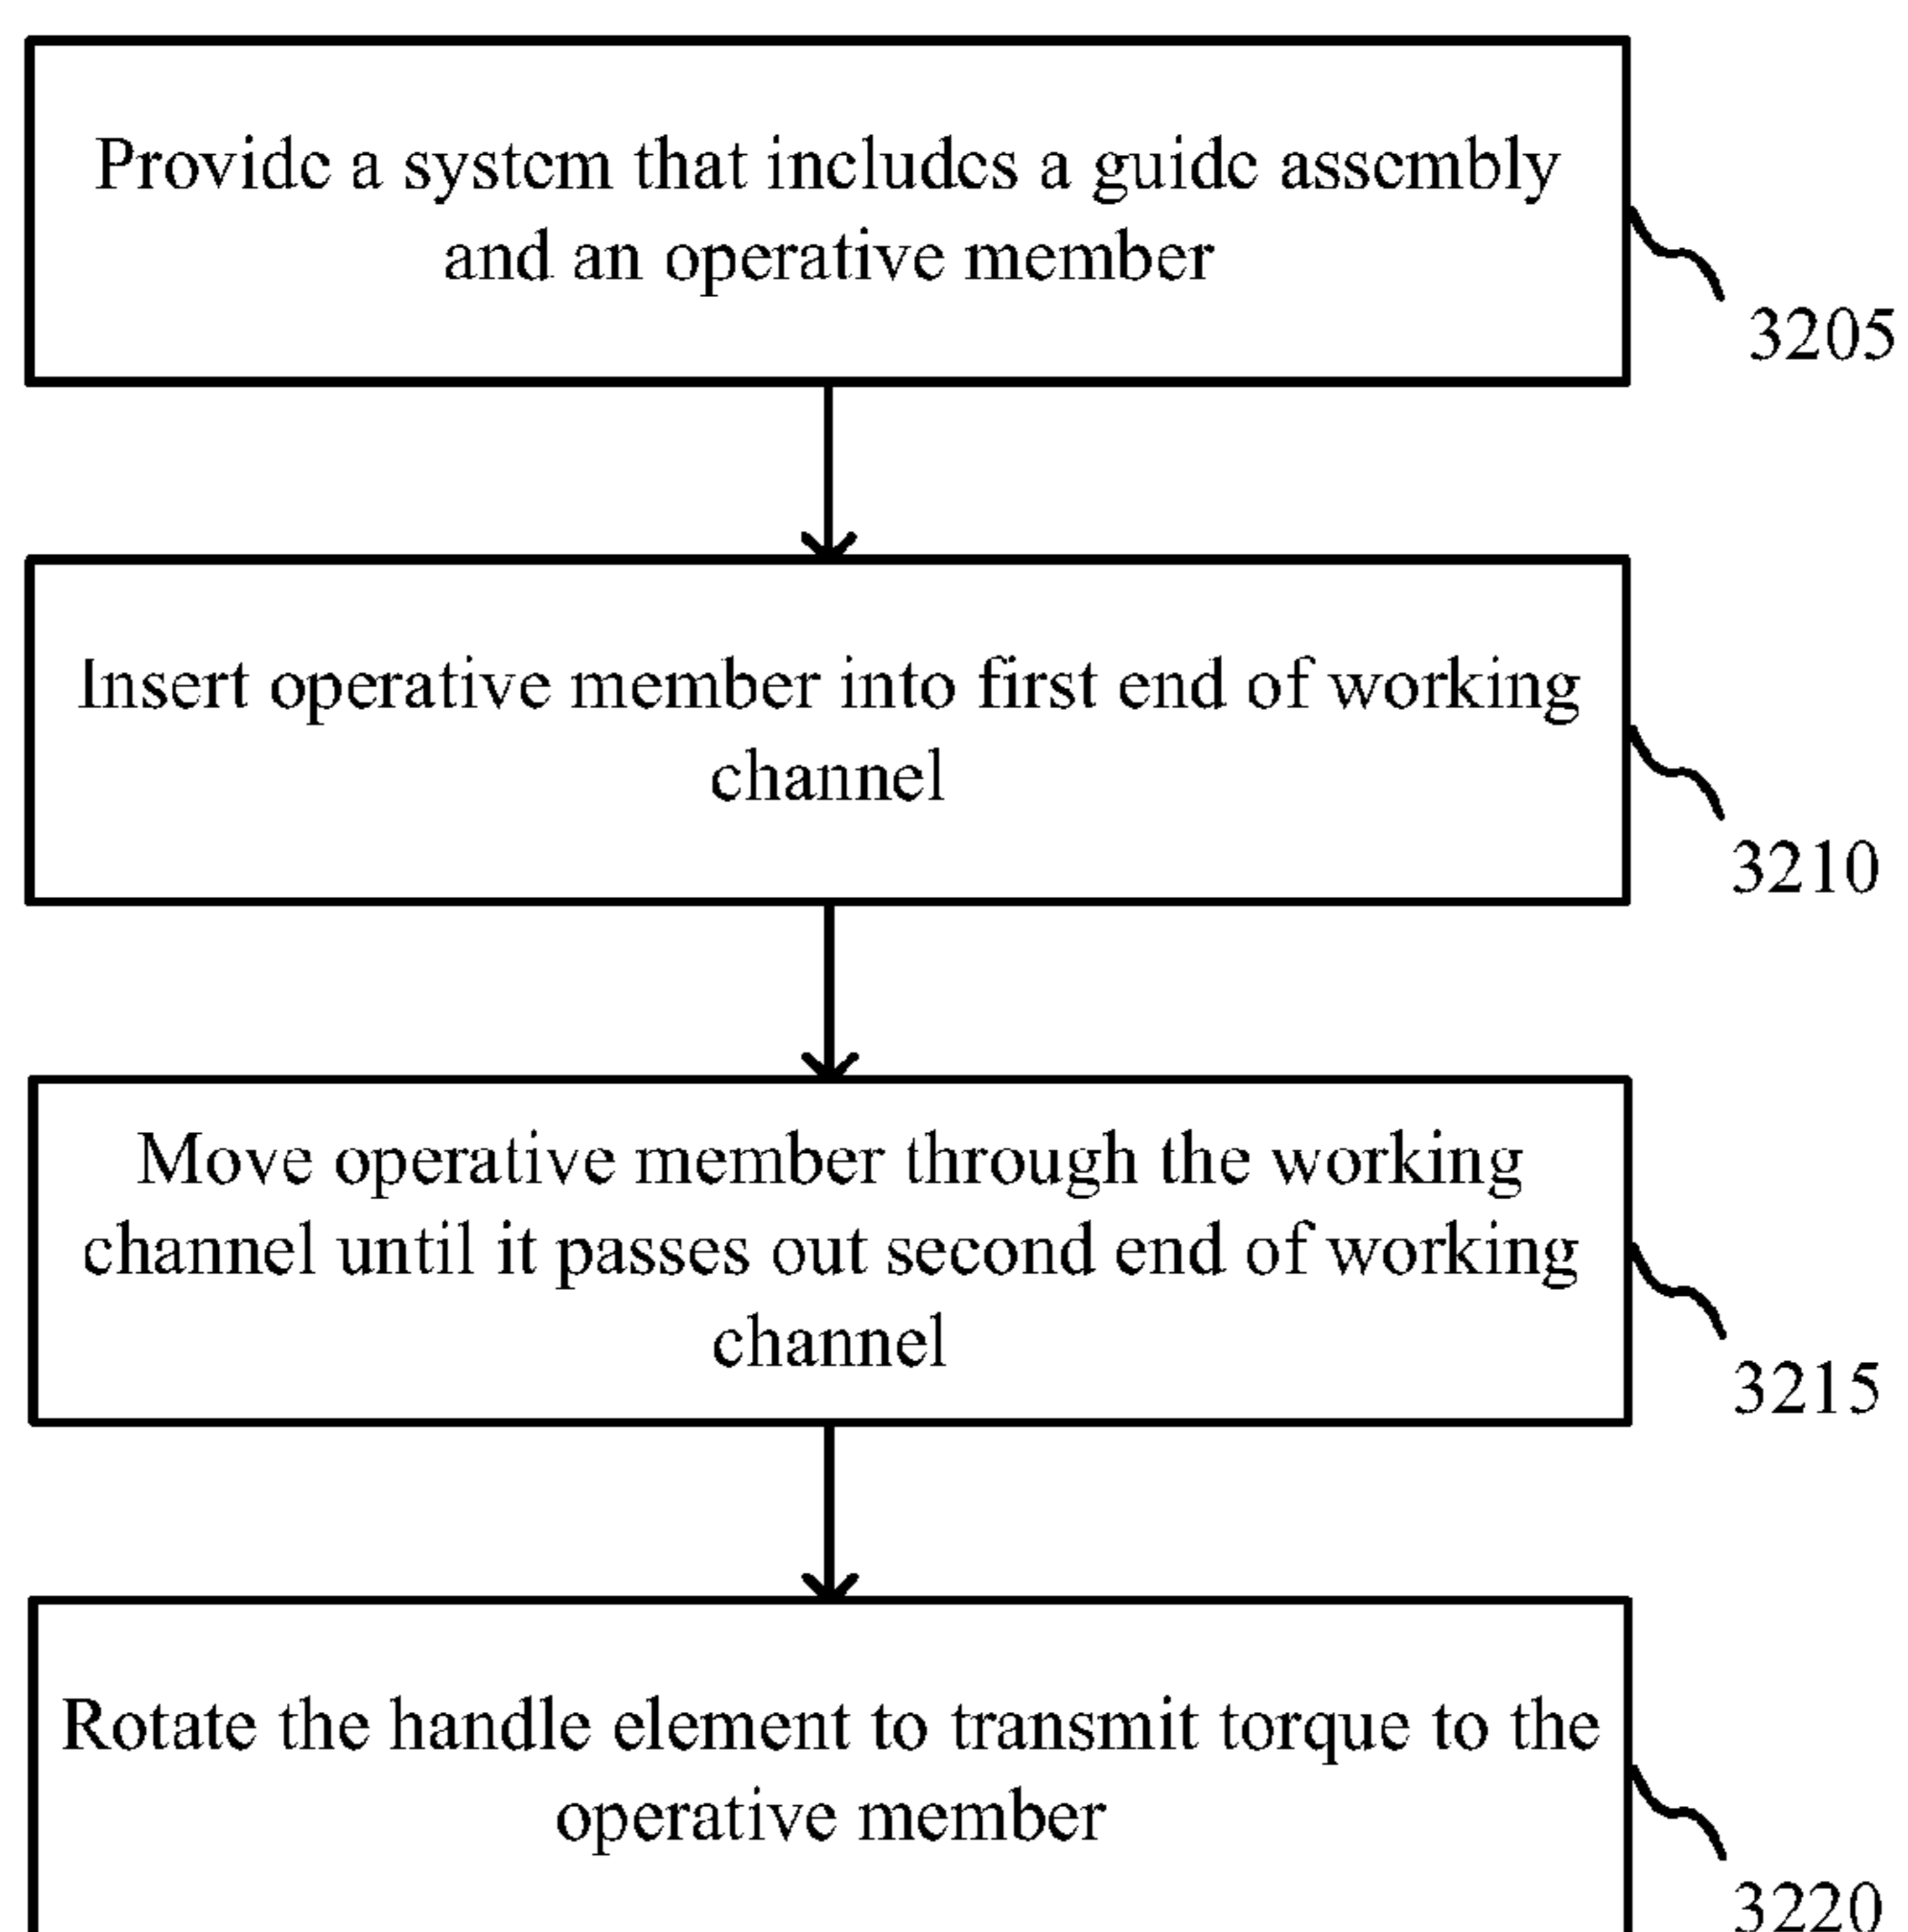 Provide a system that includes a guide assembly
and an operative member
3205
Insert operative member into first end of working
channel
3210
Move operative member through the working
channel until it passes out second end of working
channel
3215
Rotate the handle element to transmit torque to the
operative member
3220